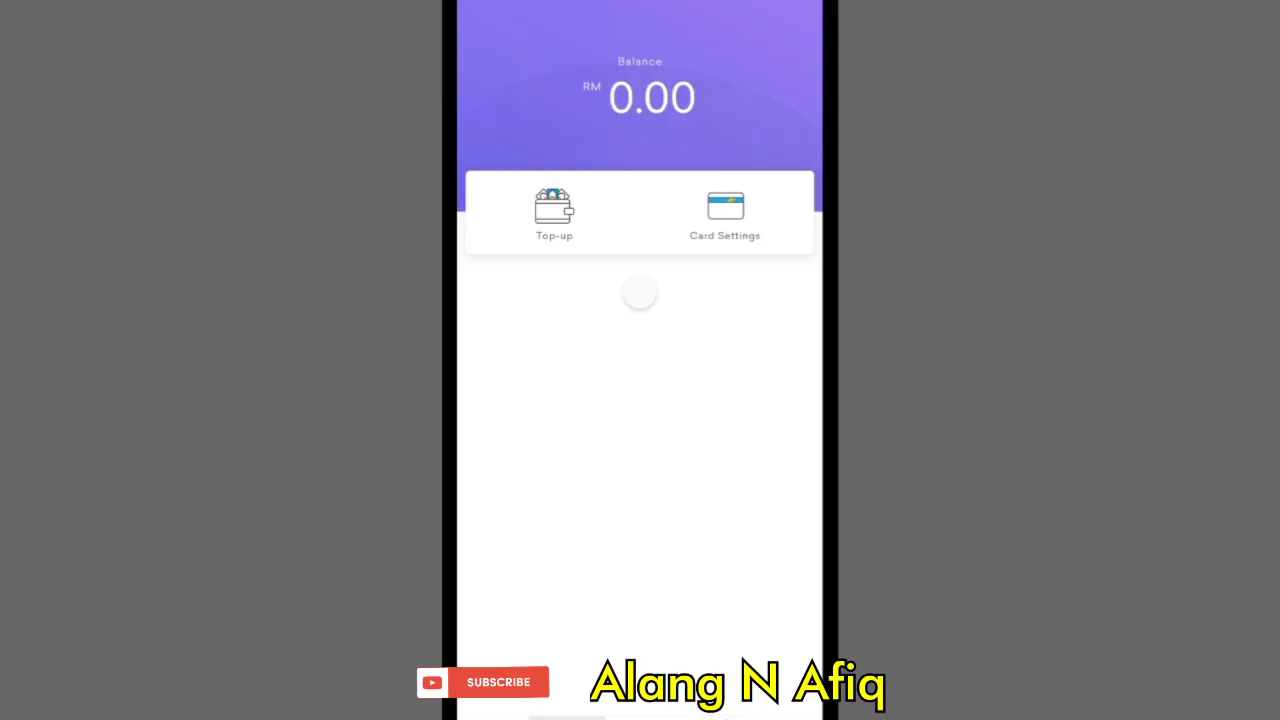 Balance
RM 0.00
Top-up
Card Settings
SUBSCRIBE
Alang N Afiq